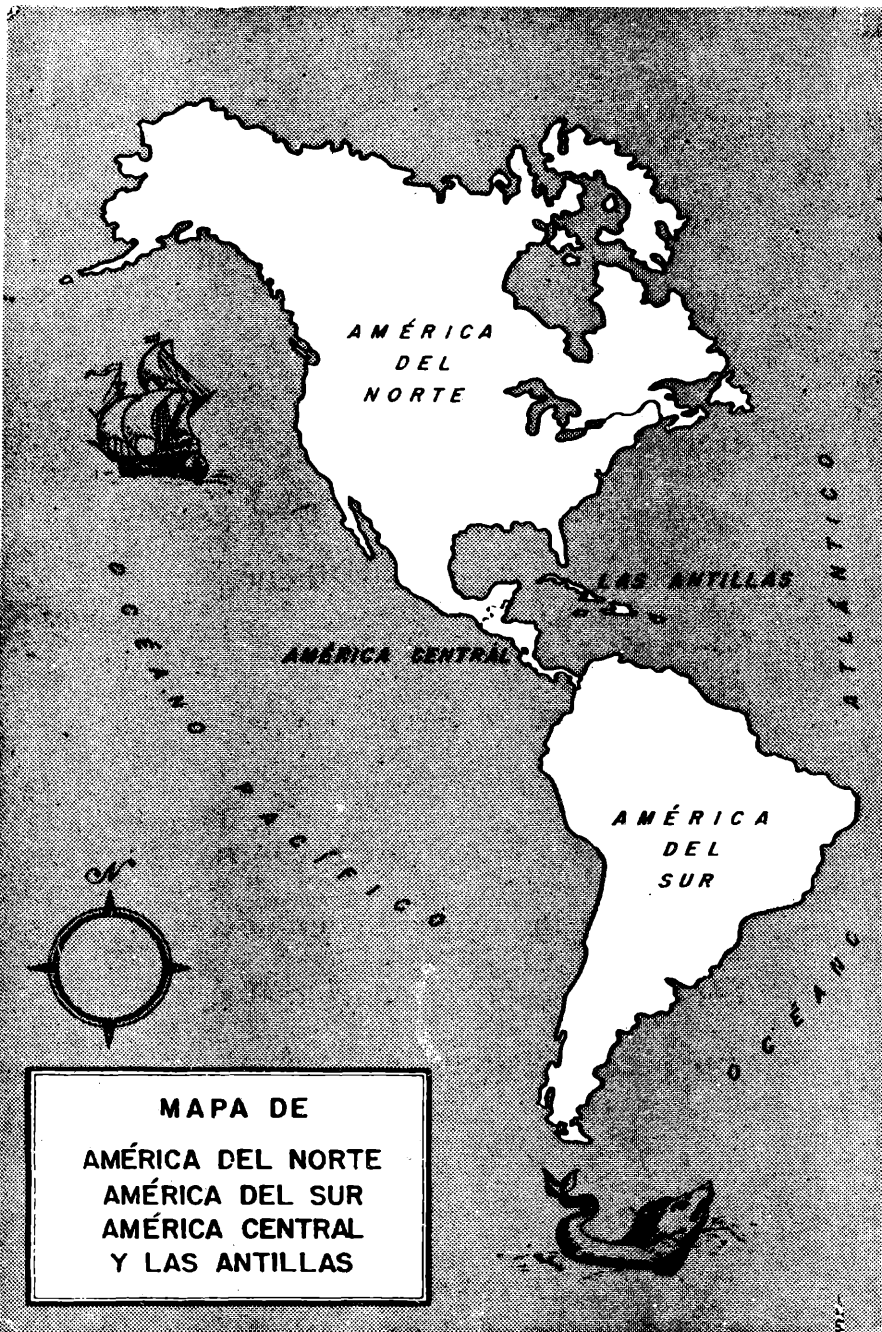 AMÉRICA
DEL
NORTE
LAS ANTILLAS
AMÉRICA CENTRAL
OCÉANO PACÍFICO
OCÉANO ATLÁNTICO
AMÉRICA
DEL
SUR
N
MAPA DE
AMÉRICA DEL NORTE
AMÉRICA DEL SUR
AMÉRICA CENTRAL
Y LAS ANTILLAS